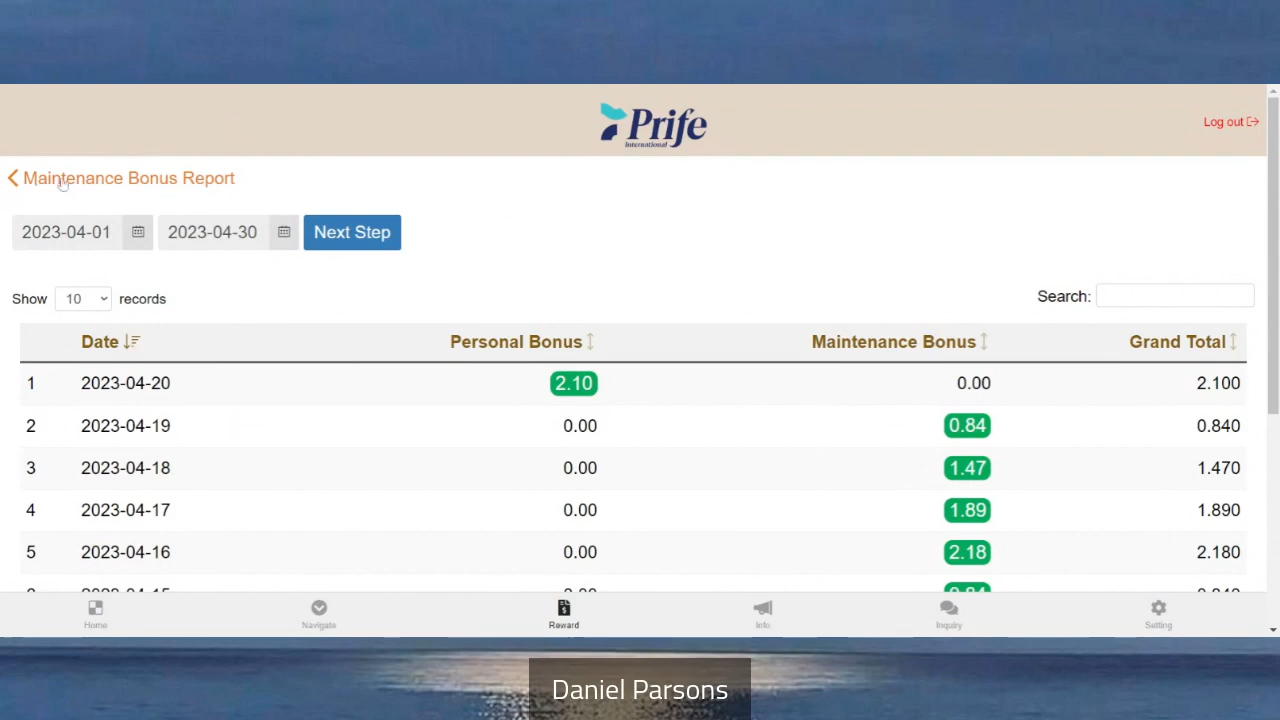 Prife
International
Log out
Maintenance Bonus Report
2023-04-01 2023-04-30 Next Step
Show 10 records Search:
Date Personal Bonus Maintenance Bonus Grand Total
1 2023-04-20 2.10 0.00 2.100
2 2023-04-19 0.00 0.84 0.840
3 2023-04-18 0.00 1.47 1.470
4 2023-04-17 0.00 1.89 1.890
5 2023-04-16 0.00 2.18 2.180
Home Navigate Reward Info Inquiry Setting
Daniel Parsons